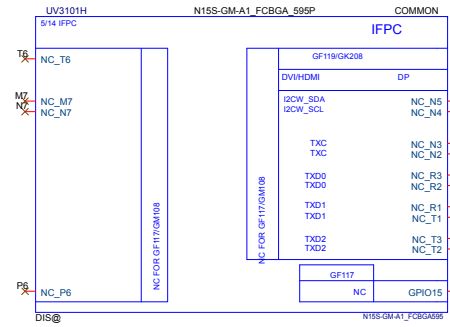 UV3101H N15S-GM-A1_FCBGA_595P COMMON
5/14 IFPC
IFPC
T6 NC_T6
GF119/GK208
DVI/HDMI DP
M7 NC_M7
N7 NC_N7
I2CW_SDA NC_N5
I2CW_SCL NC_N4
TXC NC_N3
TXC NC_N2
TXD0 NC_R3
TXD0 NC_R2
TXD1 NC_R1
TXD1 NC_T1
TXD2 NC_T3
TXD2 NC_T2
NC FOR GF117/GM108
NC FOR GF117/GM108
GF117
P6 NC_P6
NC GPIO15
DIS@
N15S-GM-A1_FCBGA595